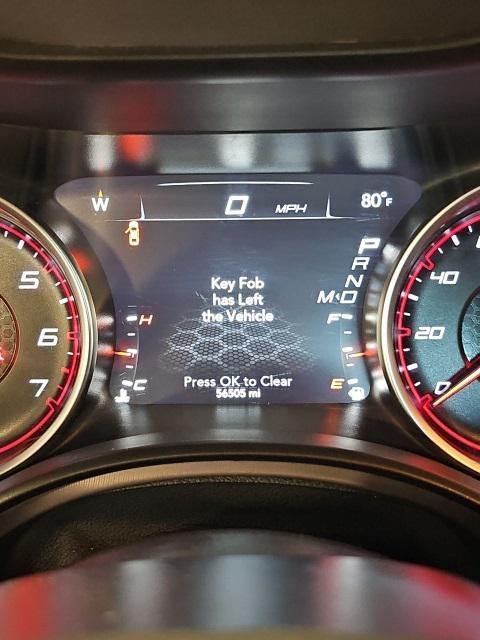 W
0 MPH
80°F
P
R
N
M·D
Key Fob
has Left
the Vehicle
H
C
F
E
Press OK to Clear
56505 mi
5
6
7
40
20
0